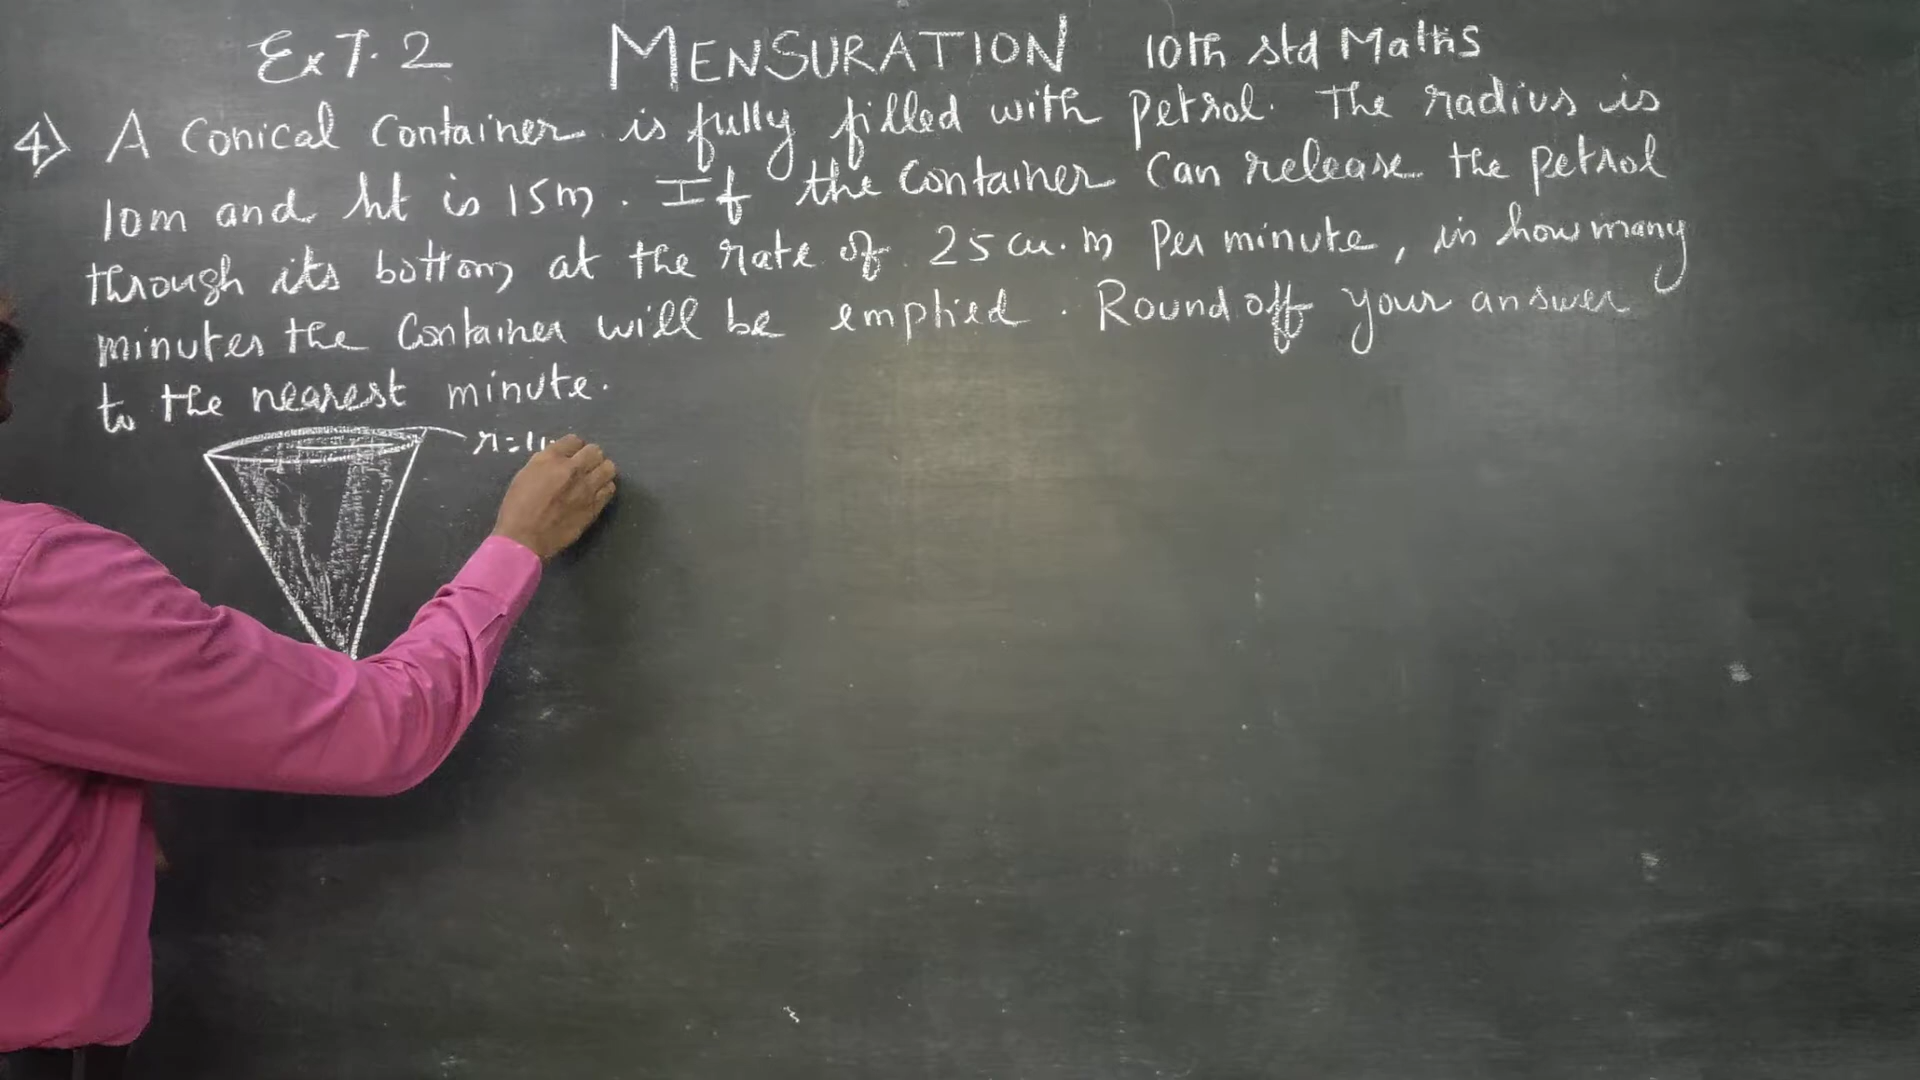 Ex 7.2 MENSURATION 10th std Maths
4) A Conical Container is fully filled with petrol. The radius is
10m and ht is 15m. If the container can release the petrol
through its bottom at the rate of 25 cu.m per minute, in how many
minutes the Container will be emptied. Round off your answer
to the nearest minute.
r=10